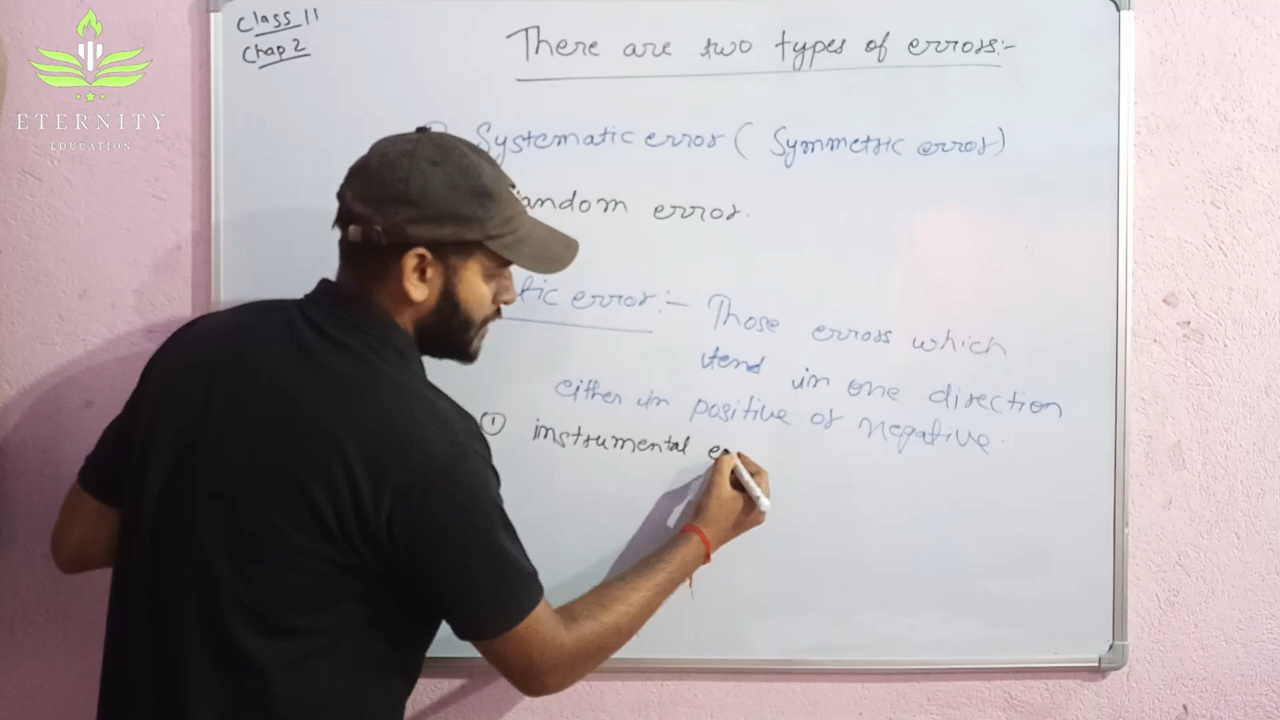 ETERNITY
EDUCATION
Class 11
Chap 2
There are two types of errors:-
Systematic error ( Symmetric error)
andom error.
tic error:- Those errors which
tend in one direction
either in positive or negative.
① instrumental e